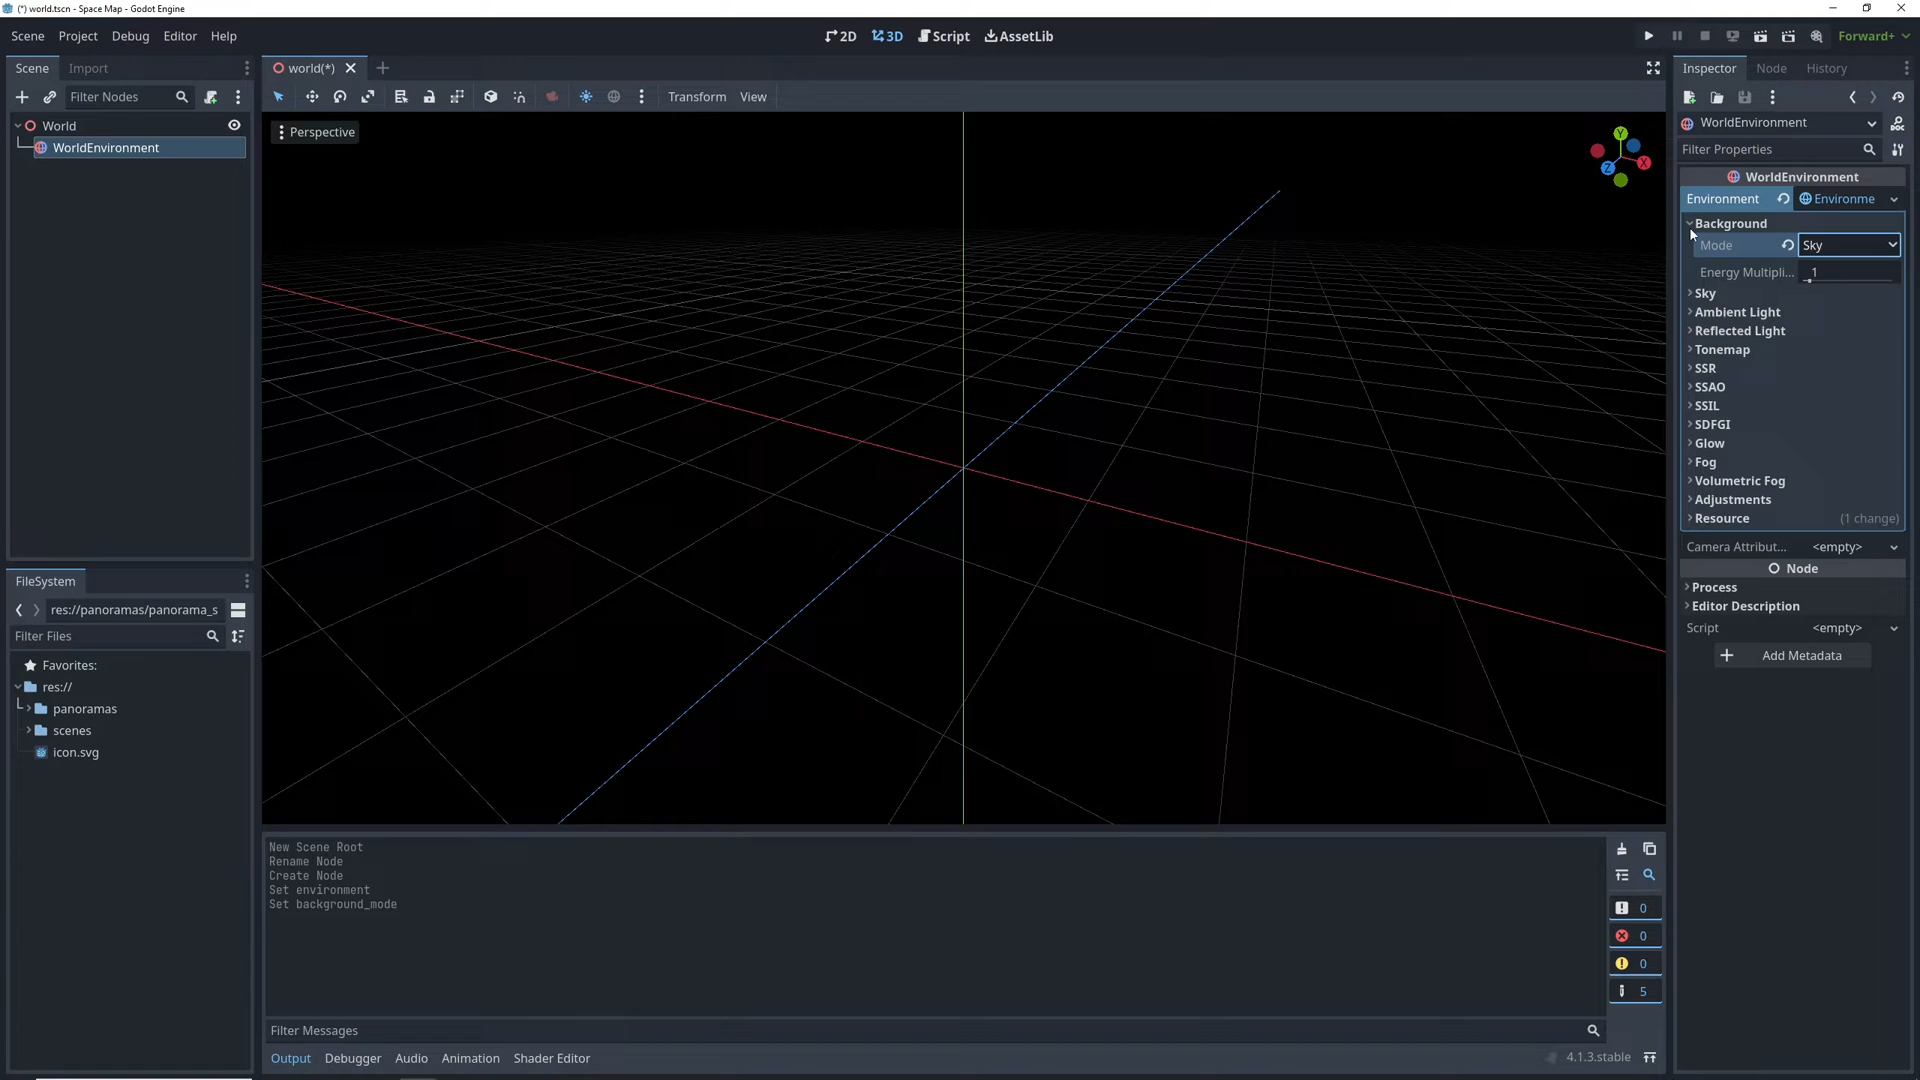 (*) world.tscn - Space Map - Godot Engine
Scene Project Debug Editor Help
2D 3D Script AssetLib
Forward+
Scene Import
world(*)
Inspector Node History
Filter Nodes
Transform View
World
WorldEnvironment
Perspective
Y
X
Z
WorldEnvironment
Filter Properties
WorldEnvironment
Environment Environme
Background
Mode Sky
Energy Multipli... 1
Sky
Ambient Light
Reflected Light
Tonemap
SSR
SSAO
SSIL
SDFGI
Glow
Fog
Volumetric Fog
Adjustments
Resource (1 change)
Camera Attribut... <empty>
Node
Process
Editor Description
Script <empty>
Add Metadata
FileSystem
res://panoramas/panorama_s
Filter Files
Favorites:
res://
panoramas
scenes
icon.svg
New Scene Root
Rename Node
Create Node
Set environment
Set background_mode
0
0
0
5
Filter Messages
Output Debugger Audio Animation Shader Editor
4.1.3.stable